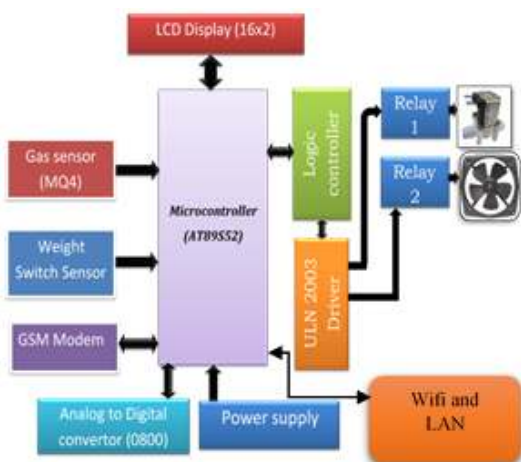 LCD Display (16x2)
Gas sensor
(MQ4)
Weight
Switch Sensor
GSM Modem
Analog to Digital
convertor (0800)
Microcontroller
(AT89S52)
Power supply
Logic
controller
ULN 2003
Driver
Relay
1
Relay
2
Wifi and
LAN